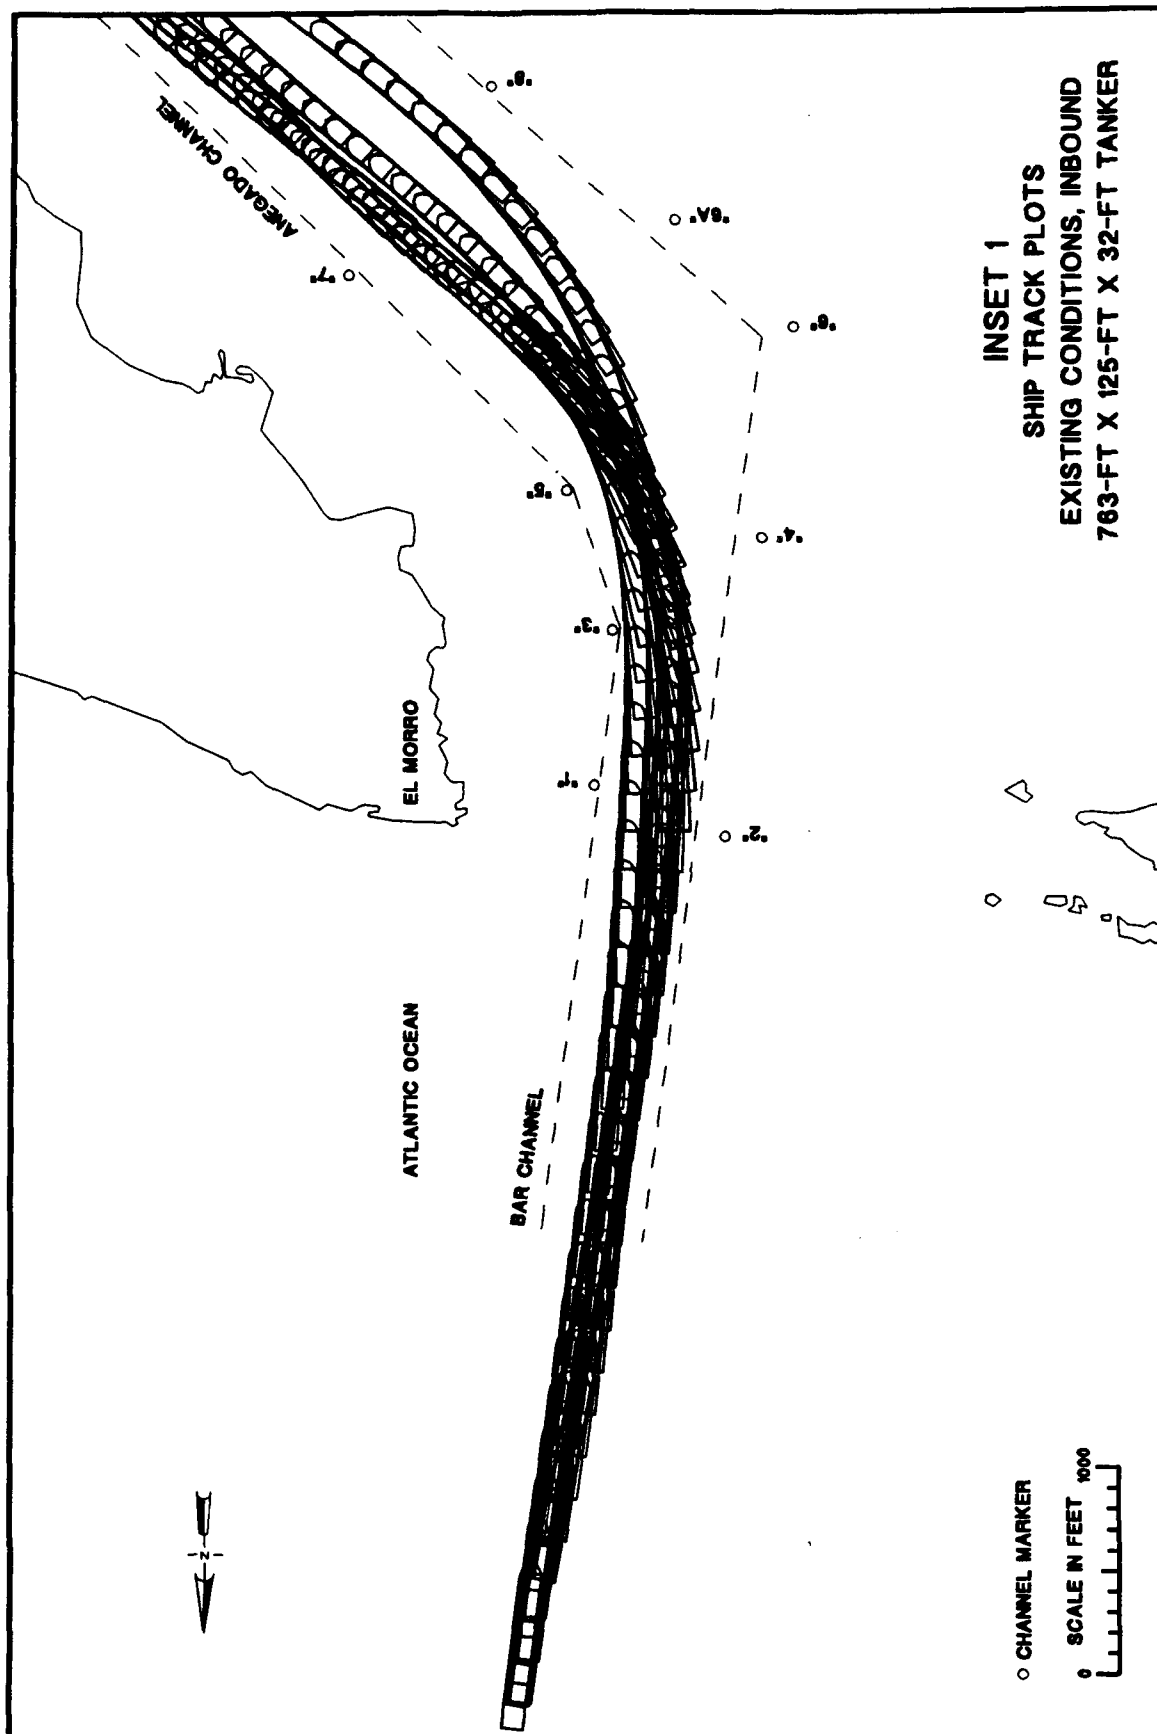 INSET 1
SHIP TRACK PLOTS
EXISTING CONDITIONS, INBOUND
763-FT X 125-FT X 32-FT TANKER
ANEGADO CHANNEL
"8"
"7"
"6A"
"6"
"5"
"4"
"3"
EL MORRO
"1"
"2"
ATLANTIC OCEAN
BAR CHANNEL
N
○ CHANNEL MARKER
SCALE IN FEET
0 1000